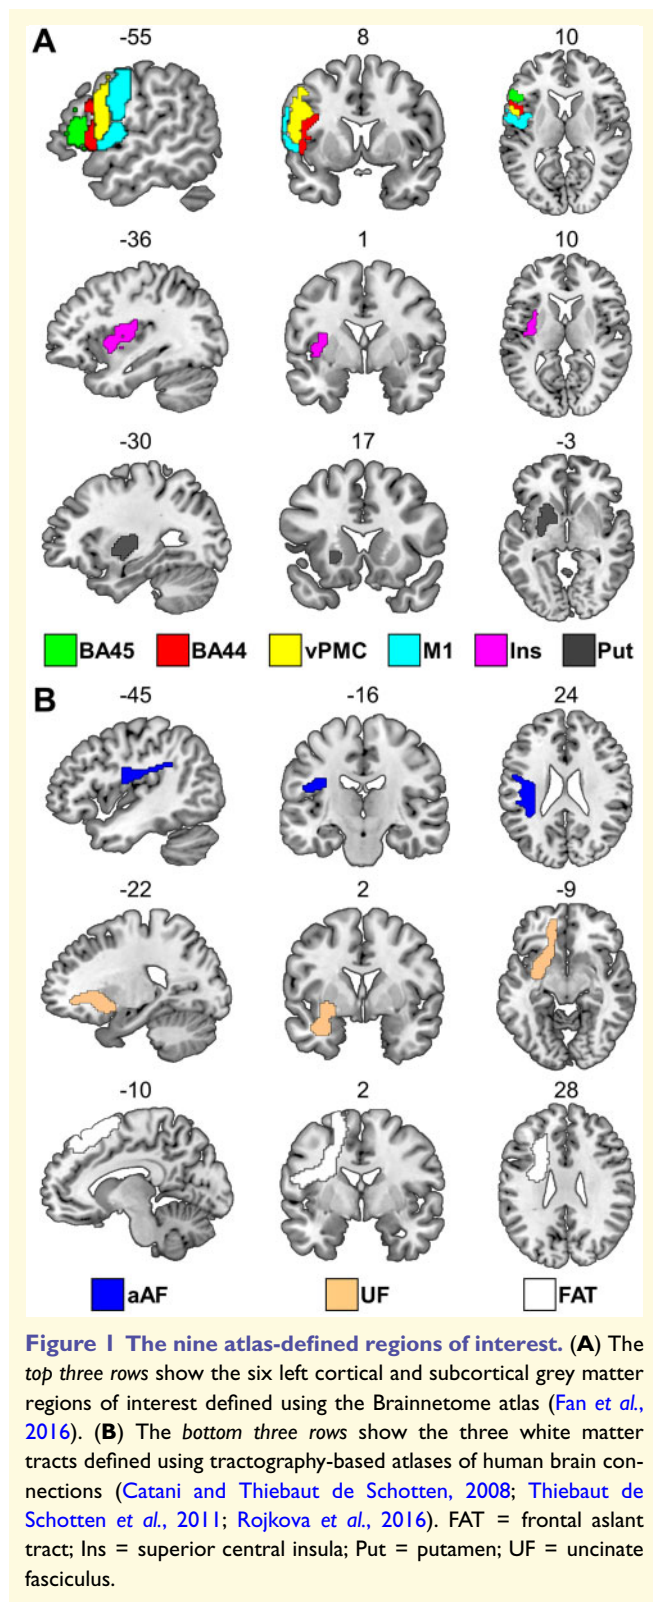 A
-55 8 10
-36 1 10
-30 17 -3
BA45 BA44 vPMC M1 Ins Put
B
-45 -16 24
-22 2 -9
-10 2 28
aAF UF FAT
Figure 1 The nine atlas-defined regions of interest. (A) The
top three rows show the six left cortical and subcortical grey matter
regions of interest defined using the Brainnetome atlas (Fan et al.,
2016). (B) The bottom three rows show the three white matter
tracts defined using tractography-based atlases of human brain con-
nections (Catani and Thiebaut de Schotten, 2008; Thiebaut de
Schotten et al., 2011; Rojkova et al., 2016). FAT = frontal aslant
tract; Ins = superior central insula; Put = putamen; UF = uncinate
fasciculus.